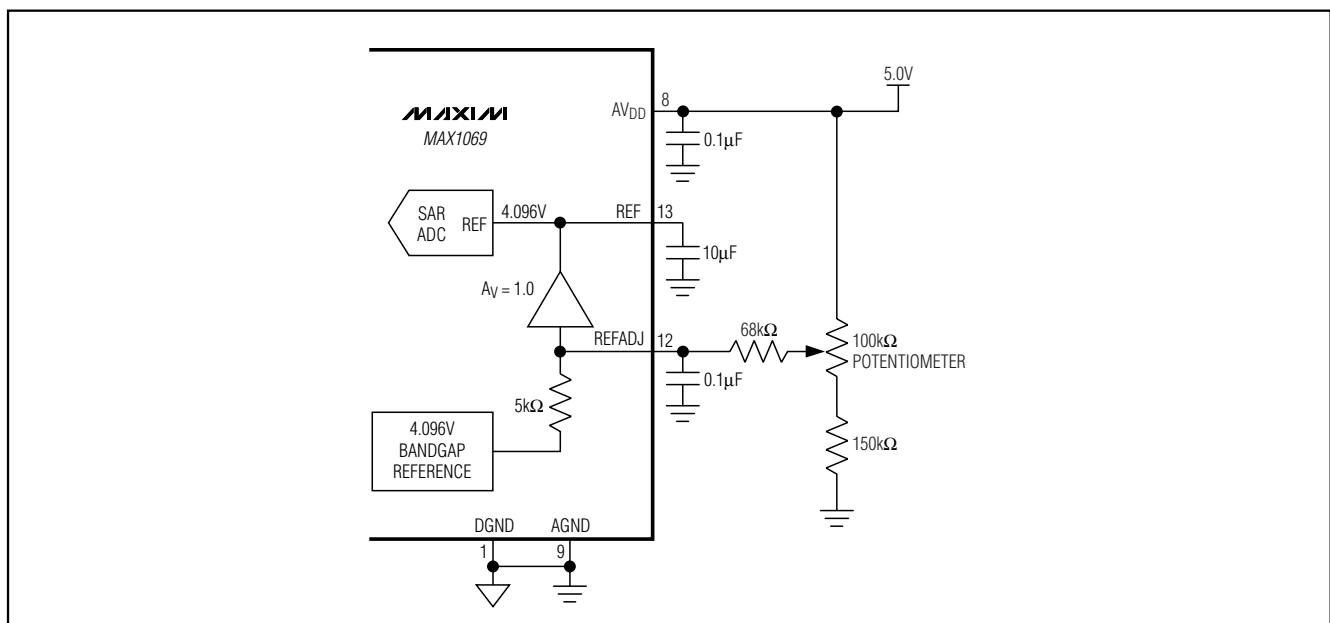 5.0V
AVDD
8
MAXIM
MAX1069
0.1µF
SAR
ADC
REF
4.096V
REF
13
10µF
AV = 1.0
REFADJ
12
68kΩ
100kΩ
POTENTIOMETER
0.1µF
5kΩ
4.096V
BANDGAP
REFERENCE
150kΩ
DGND
AGND
1
9